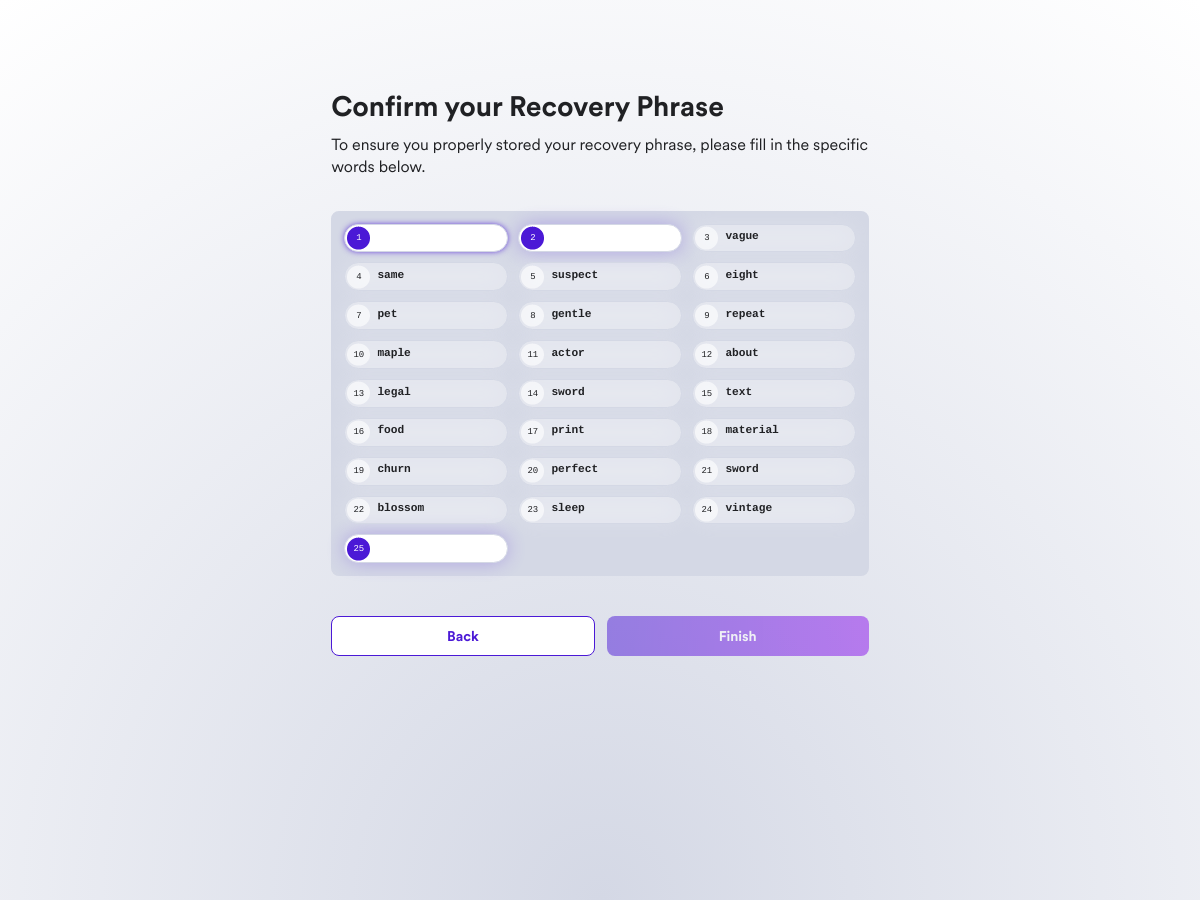 Confirm your Recovery Phrase
To ensure you properly stored your recovery phrase, please fill in the specific
words below.
1 2 3 vague
4 same 5 suspect 6 eight
7 pet 8 gentle 9 repeat
10 maple 11 actor 12 about
13 legal 14 sword 15 text
16 food 17 print 18 material
19 churn 20 perfect 21 sword
22 blossom 23 sleep 24 vintage
25
Back Finish